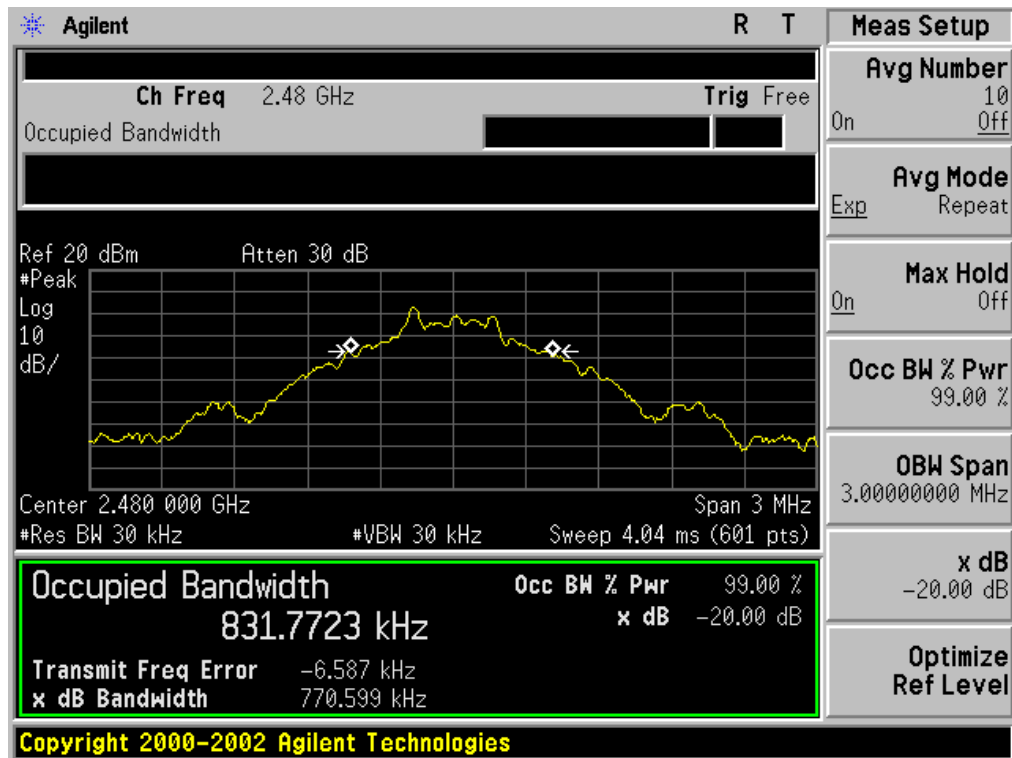 Agilent R T
Ch Freq 2.48 GHz Trig Free
Occupied Bandwidth
Ref 20 dBm Atten 30 dB
#Peak
Log
10
dB/
Center 2.480 000 GHz Span 3 MHz
#Res BW 30 kHz #VBW 30 kHz Sweep 4.04 ms (601 pts)
Occupied Bandwidth Occ BW % Pwr 99.00 %
831.7723 kHz x dB -20.00 dB
Transmit Freq Error -6.587 kHz
x dB Bandwidth 770.599 kHz
Copyright 2000-2002 Agilent Technologies
Meas Setup
Avg Number
10
On Off
Avg Mode
Exp Repeat
Max Hold
On Off
Occ BW % Pwr
99.00 %
OBW Span
3.00000000 MHz
x dB
-20.00 dB
Optimize
Ref Level